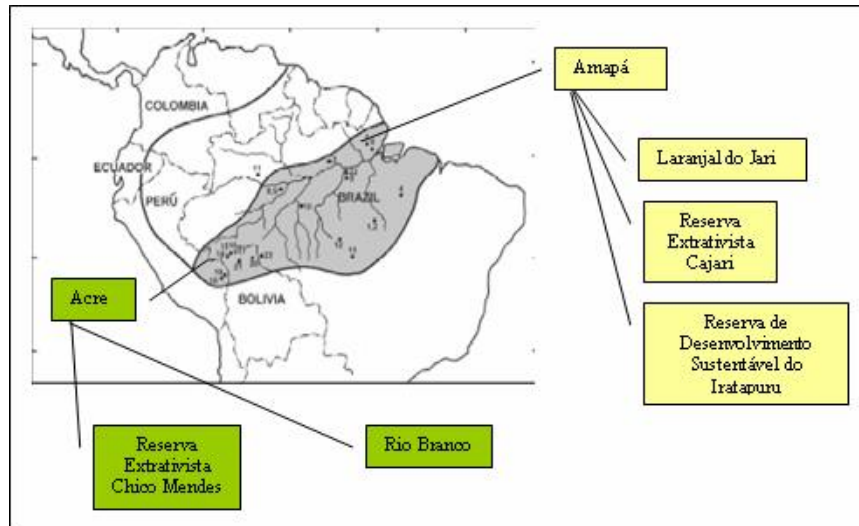 Amapá
COLOMBIA
ECUADOR
PERÚ
BRAZIL
BOLIVIA
Laranjal do Jari
Reserva
Extrativista
Cajari
Reserva de
Desenvolvimento
Sustentável do
Iratapuru
Acre
Reserva
Extrativista
Chico Mendes
Rio Branco